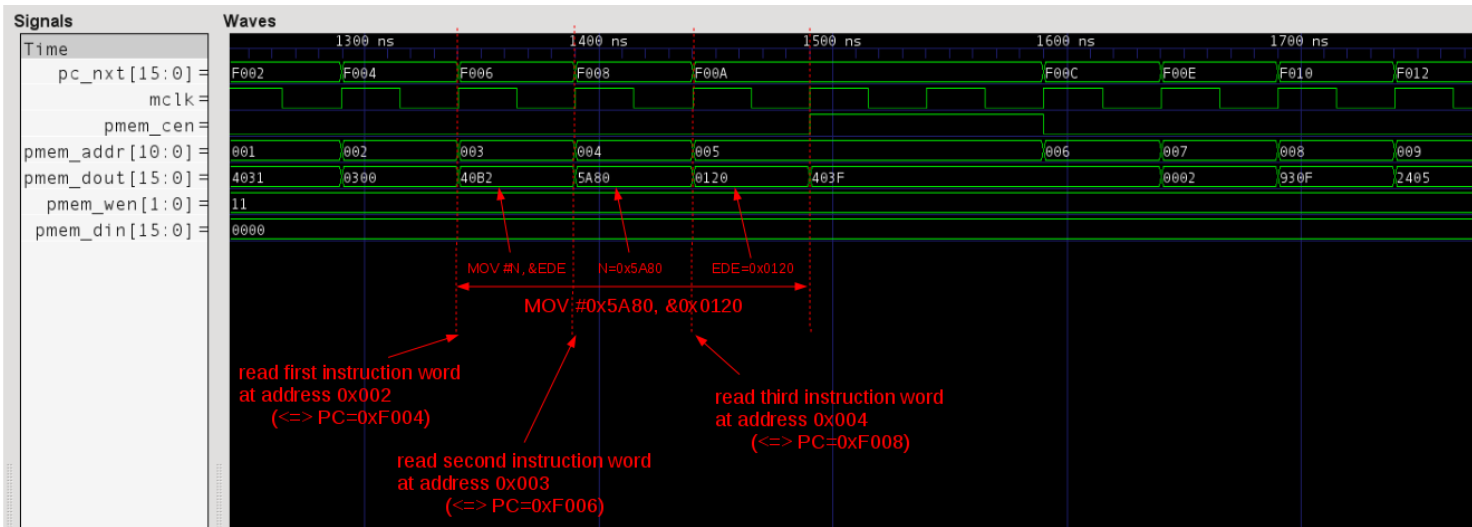 Signals
Waves
Time
1300 ns 1400 ns 1500 ns 1600 ns 1700 ns
pc_nxt[15:0]= F002 F004 F006 F008 F00A F00C F00E F010 F012
mclk=
pmem_cen=
pmem_addr[10:0]= 001 002 003 004 005 006 007 008 009
pmem_dout[15:0]= 4031 0300 40B2 5A80 0120 403F 0002 930F 2405
pmem_wen[1:0]= 11
pmem_din[15:0]= 0000
MOV #N, &EDE N=0x5A80 EDE=0x0120
MOV #0x5A80, &0x0120
read first instruction word
at address 0x002
(<=> PC=0xF004)
read second instruction word
at address 0x003
(<=> PC=0xF006)
read third instruction word
at address 0x004
(<=> PC=0xF008)